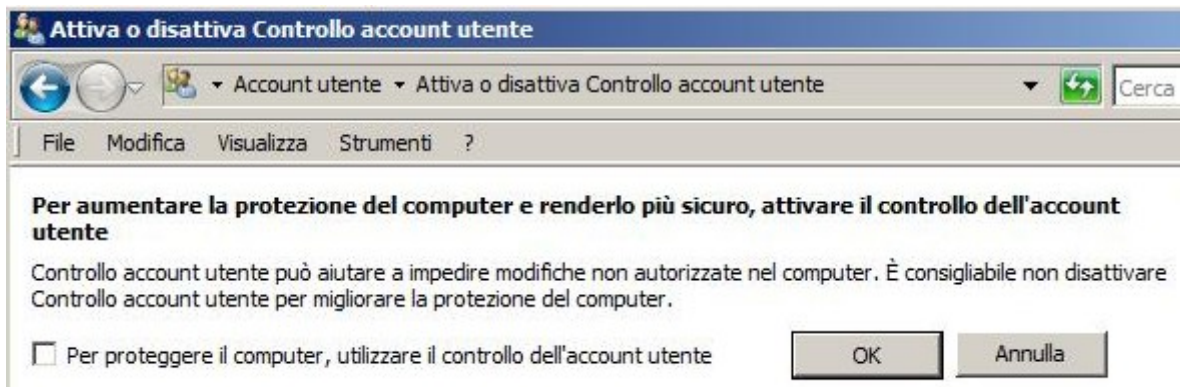 Attiva o disattiva Controllo account utente
Account utente Attiva o disattiva Controllo account utente Cerca
File Modifica Visualizza Strumenti ?
Per aumentare la protezione del computer e renderlo più sicuro, attivare il controllo dell'account
utente
Controllo account utente può aiutare a impedire modifiche non autorizzate nel computer. È consigliabile non disattivare
Controllo account utente per migliorare la protezione del computer.
Per proteggere il computer, utilizzare il controllo dell'account utente OK Annulla